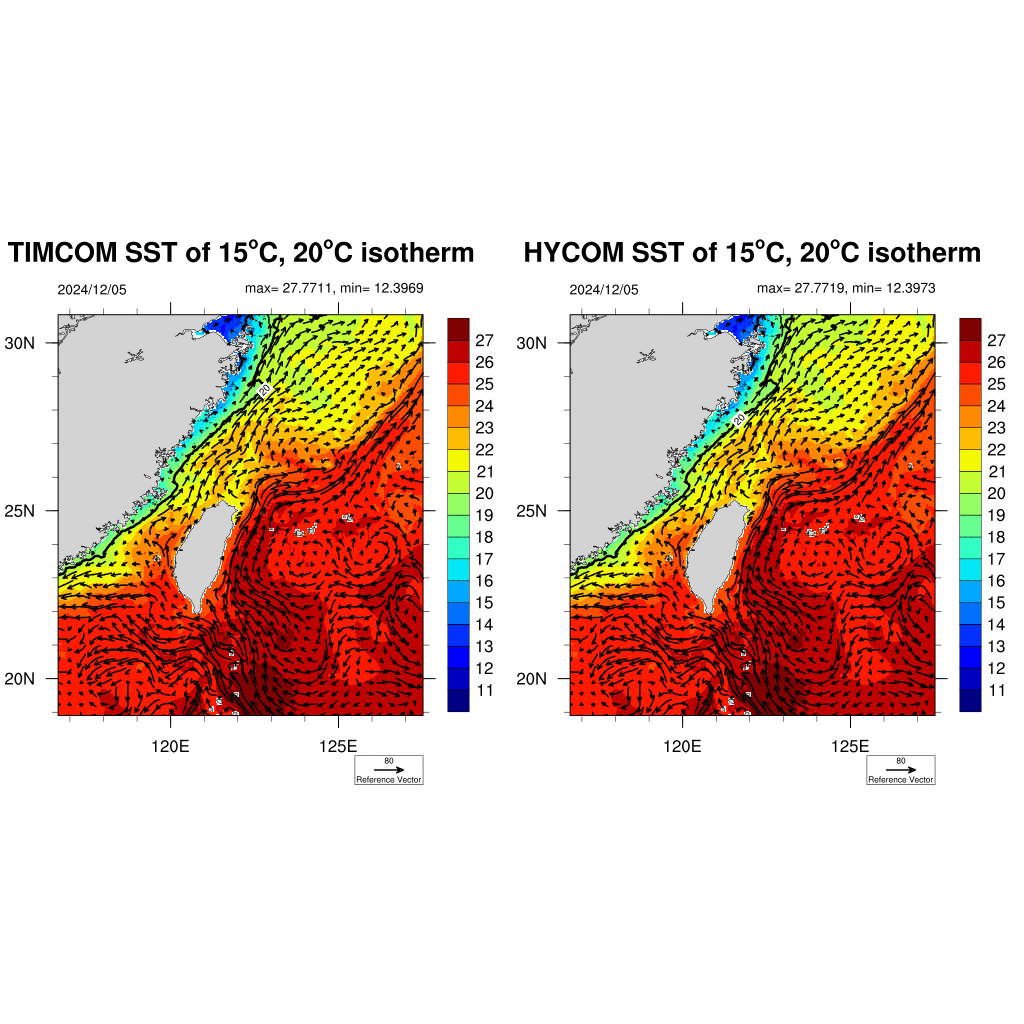 TIMCOM SST of 15°C, 20°C isotherm
2024/12/05
max= 27.7711, min= 12.3969
30N
25N
20N
120E
125E
20
27
26
25
24
23
22
21
20
19
18
17
16
15
14
13
12
11
80
Reference Vector
HYCOM SST of 15°C, 20°C isotherm
2024/12/05
max= 27.7719, min= 12.3973
30N
25N
20N
120E
125E
20
27
26
25
24
23
22
21
20
19
18
17
16
15
14
13
12
11
80
Reference Vector